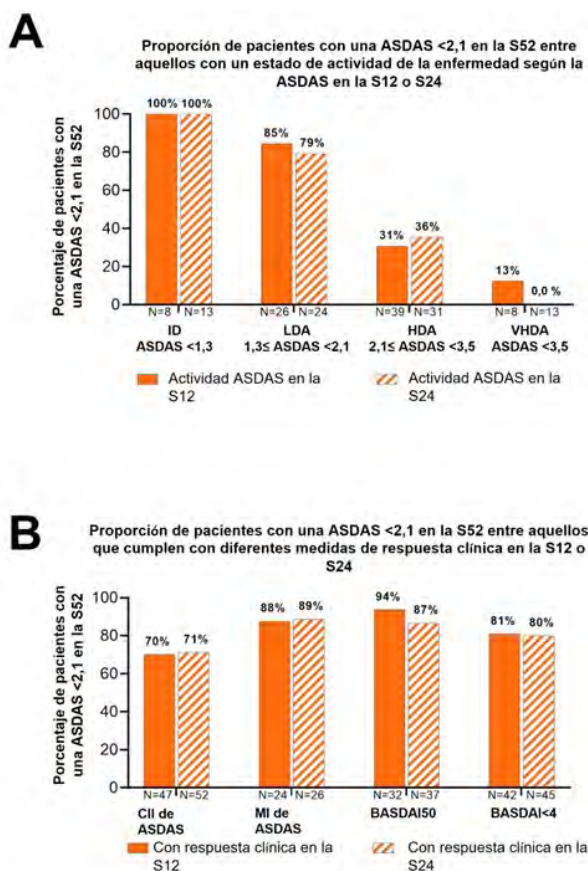 A
Proporción de pacientes con una ASDAS <2,1 en la S52 entre
aquellos con un estado de actividad de la enfermedad según la
ASDAS en la S12 o S24
Porcentaje de pacientes con
una ASDAS <2,1 en la S52
100
80
60
40
20
0
100% 100%
85% 79%
31% 36%
13% 0,0 %
N=8 N=13 N=26 N=24 N=39 N=31 N=8 N=13
ID LDA HDA VHDA
ASDAS <1,3 1,3≤ ASDAS <2,1 2,1≤ ASDAS <3,5 ASDAS <3,5
Actividad ASDAS en la
S12
Actividad ASDAS en la
S24
B
Proporción de pacientes con una ASDAS <2,1 en la S52 entre aquellos
que cumplen con diferentes medidas de respuesta clínica en la S12 o
S24
Porcentaje de pacientes con
una ASDAS <2,1 en la S52
100
80
60
40
20
0
70% 71%
88% 89%
94% 87%
81% 80%
N=47 N=52 N=24 N=26 N=32 N=37 N=42 N=45
CII de MI de BASDAI50 BASDAI<4
ASDAS ASDAS
Con respuesta clínica en la
S12
Con respuesta clínica en la
S24